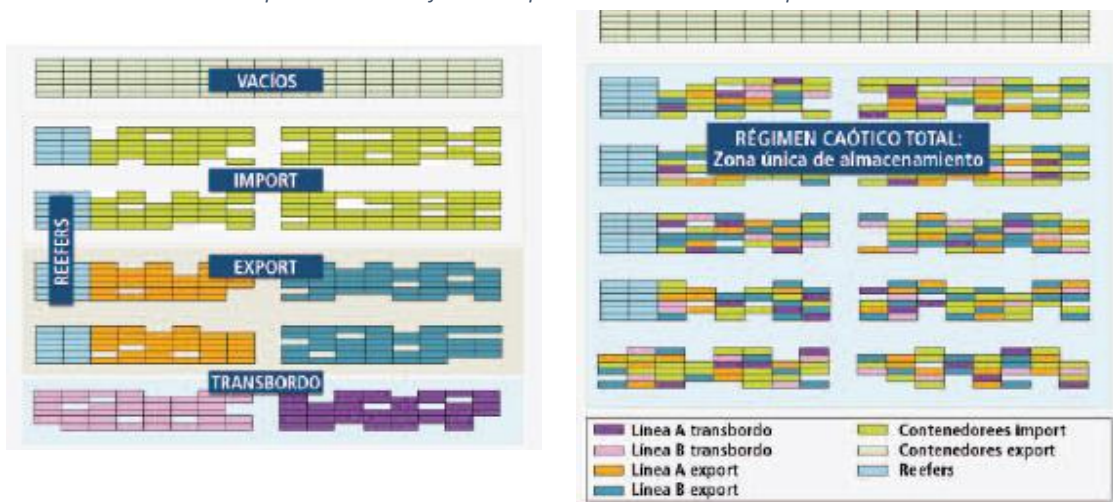 VACÍOS
IMPORT
REEFERS
EXPORT
TRANSBORDO
RÉGIMEN CAÓTICO TOTAL:
Zona única de almacenamiento
Línea A transbordo
Línea B transbordo
Línea A export
Línea B export
Contenedorees import
Contenedores export
Reefers